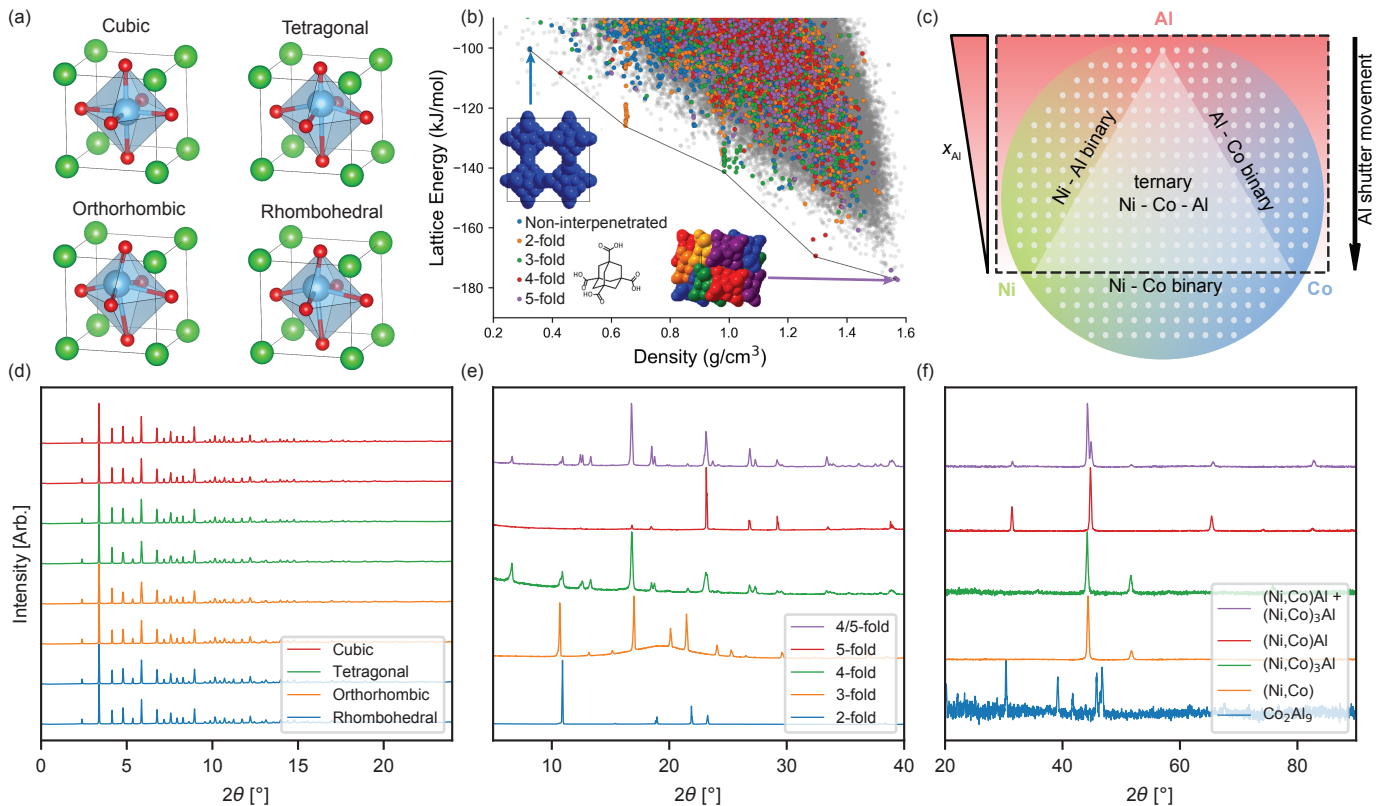 (a)
Cubic
Tetragonal
Orthorhombic
Rhombohedral
(b)
Lattice Energy (kJ/mol)
−100
−120
−140
−160
−180
Non-interpenetrated
2-fold
3-fold
4-fold
5-fold
O
OH
O
HO
O
OH
O
OH
0.2
0.4
0.6
0.8
1.0
1.2
1.4
1.6
Density (g/cm³)
(c)
Al
x_Al
Ni - Al binary
Al - Co binary
ternary
Ni - Co - Al
Ni
Ni - Co binary
Co
Al shutter movement
(d)
Intensity [Arb.]
Cubic
Tetragonal
Orthorhombic
Rhombohedral
0
5
10
15
20
2θ [°]
(e)
4/5-fold
5-fold
4-fold
3-fold
2-fold
10
20
30
40
2θ [°]
(f)
(Ni,Co)Al +
(Ni,Co)₃Al
(Ni,Co)Al
(Ni,Co)₃Al
(Ni,Co)
Co₂Al₉
20
40
60
80
2θ [°]